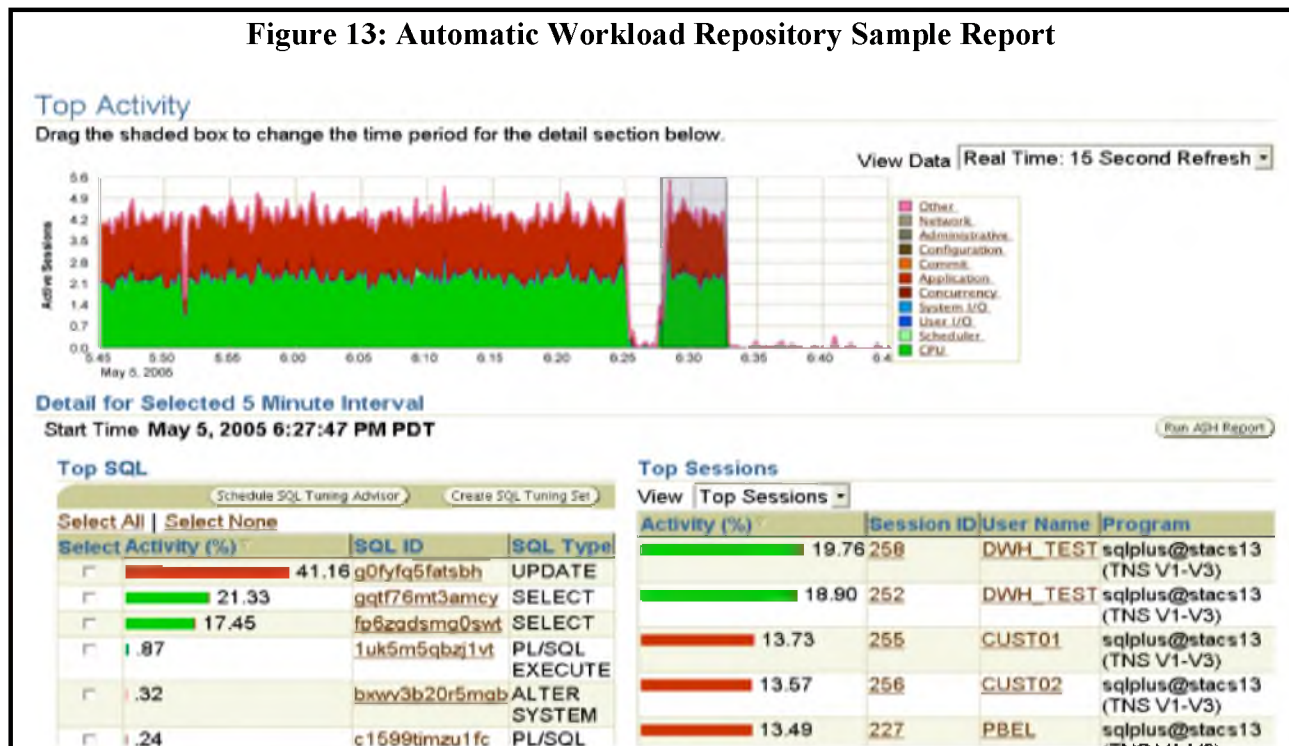 Figure 13: Automatic Workload Repository Sample Report
Top Activity
Drag the shaded box to change the time period for the detail section below.
View Data Real Time: 15 Second Refresh
5.6
4.9
4.2
3.5
2.8
2.1
1.4
0.7
0.0
Active Sessions
5:45 5:50 5:55 6:00 6:05 6:10 6:15 6:20 6:25 6:30 6:35 6:40 6:4
May 5, 2005
Other
Network
Administrative
Configuration
Commit
Application
Concurrency
System I/O
User I/O
Scheduler
CPU
Detail for Selected 5 Minute Interval
Start Time May 5, 2005 6:27:47 PM PDT
Run ASH Report
Top SQL
Schedule SQL Tuning Advisor Create SQL Tuning Set
Select All | Select None
Select Activity (%) SQL ID SQL Type
41.16 g0fyfq5fatsbh UPDATE
21.33 gqtf76mt3amcy SELECT
17.45 fp6zgdsmg0swt SELECT
.87 1uk5m5qbzj1vt PL/SQL
EXECUTE
.32 bxwv3b20r5mgb ALTER
SYSTEM
.24 c1599timzu1fc PL/SQL
Top Sessions
View Top Sessions
Activity (%) Session ID User Name Program
19.76 258 DWH_TEST sqlplus@stacs13
(TNS V1-V3)
18.90 252 DWH_TEST sqlplus@stacs13
(TNS V1-V3)
13.73 255 CUST01 sqlplus@stacs13
(TNS V1-V3)
13.57 256 CUST02 sqlplus@stacs13
(TNS V1-V3)
13.49 227 PBEL sqlplus@stacs13